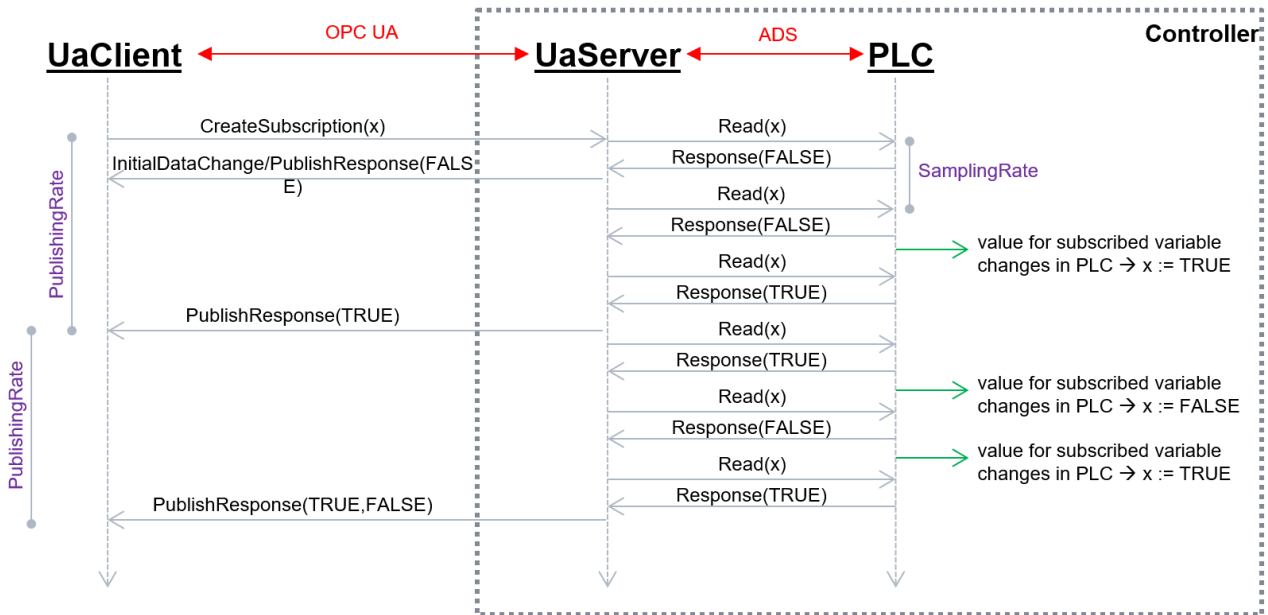 OPC UA
ADS
Controller
UaClient
UaServer
PLC
CreateSubscription(x)
Read(x)
InitialDataChange/PublishResponse(FALS
E)
Response(FALSE)
SamplingRate
PublishingRate
Read(x)
Response(FALSE)
value for subscribed variable
changes in PLC → x := TRUE
Read(x)
Response(TRUE)
PublishResponse(TRUE)
Read(x)
Response(TRUE)
PublishingRate
value for subscribed variable
changes in PLC → x := FALSE
Read(x)
Response(FALSE)
value for subscribed variable
changes in PLC → x := TRUE
Read(x)
Response(TRUE)
PublishResponse(TRUE,FALSE)